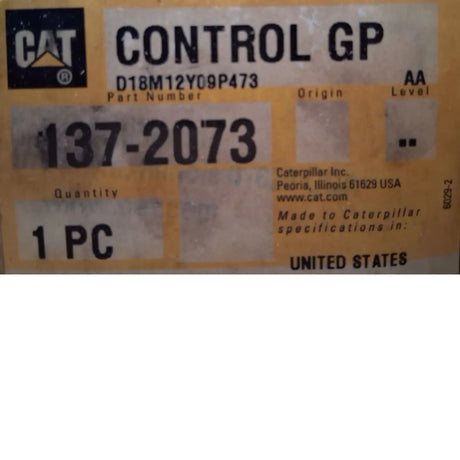 CAT®
CONTROL GP
D18M12Y09P473
AA
Part Number
Origin
Level
137-2073
--
Caterpillar Inc.
Peoria, Illinois 61629 USA
www.cat.com
Quantity
Made to Caterpillar
specifications in:
1 PC
UNITED STATES
6029-2